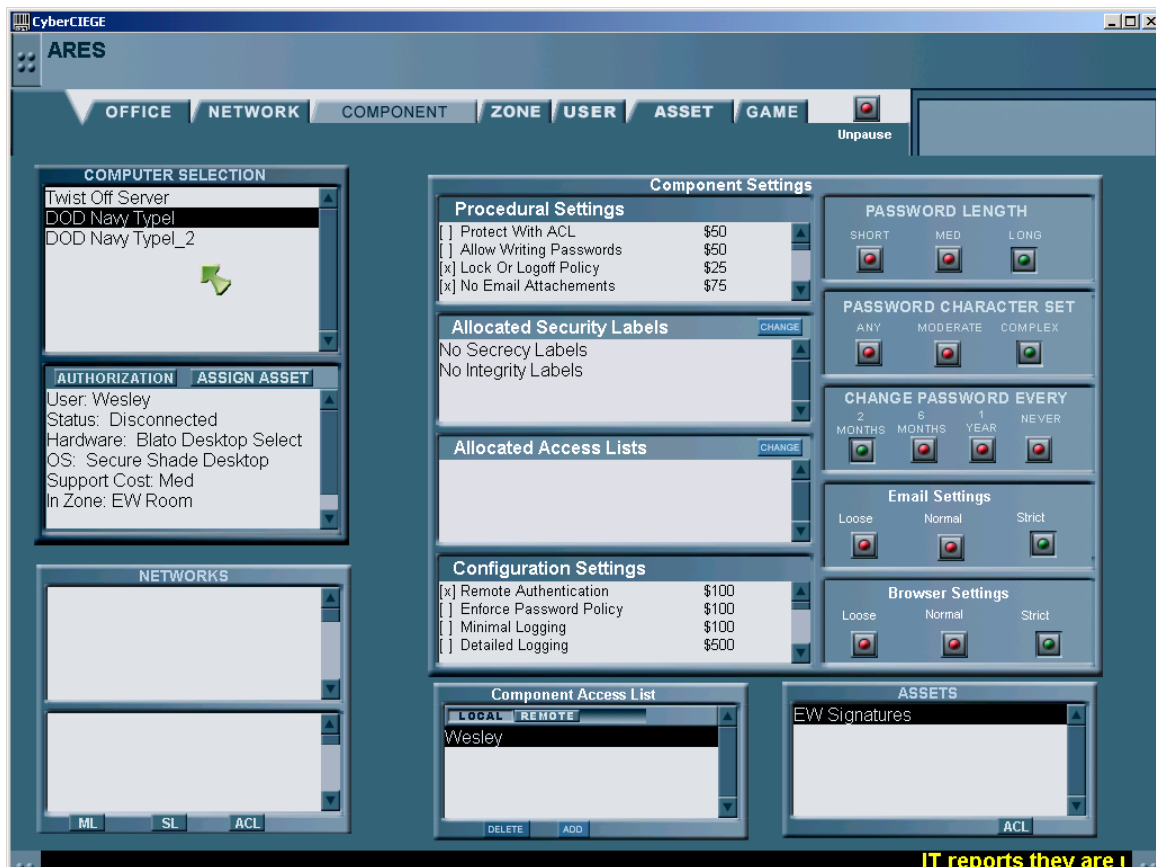 CyberCIEGE
ARES
OFFICE NETWORK COMPONENT ZONE USER ASSET GAME
Unpause
COMPUTER SELECTION
Twist Off Server
DOD Navy TypeI
DOD Navy TypeI_2
AUTHORIZATION ASSIGN ASSET
User: Wesley
Status: Disconnected
Hardware: Blato Desktop Select
OS: Secure Shade Desktop
Support Cost: Med
In Zone: EW Room
NETWORKS
ML SL ACL
Component Settings
Procedural Settings
[ ] Protect With ACL $50
[ ] Allow Writing Passwords $50
[x] Lock Or Logoff Policy $25
[x] No Email Attachements $75
Allocated Security Labels CHANGE
No Secrecy Labels
No Integrity Labels
Allocated Access Lists CHANGE
Configuration Settings
[x] Remote Authentication $100
[ ] Enforce Password Policy $100
[ ] Minimal Logging $100
[ ] Detailed Logging $500
PASSWORD LENGTH
SHORT MED LONG
PASSWORD CHARACTER SET
ANY MODERATE COMPLEX
CHANGE PASSWORD EVERY
2 MONTHS 6 MONTHS 1 YEAR NEVER
Email Settings
Loose Normal Strict
Browser Settings
Loose Normal Strict
Component Access List
LOCAL REMOTE
Wesley
DELETE ADD
ASSETS
EW Signatures
ACL
IT reports they are